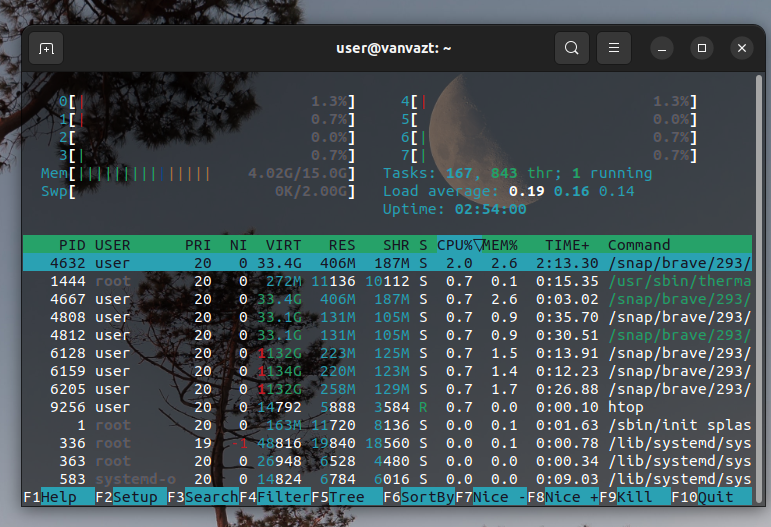 user@vanvazt: ~
0[| 1.3%] 4[| 1.3%]
1[| 0.7%] 5[ 0.0%]
2[ 0.0%] 6[| 0.7%]
3[| 0.7%] 7[| 0.7%]
Mem[|||||||||||||||| 4.02G/15.0G] Tasks: 167, 843 thr; 1 running
Swp[ 0K/2.00G] Load average: 0.19 0.16 0.14
Uptime: 02:54:00
PID USER PRI NI VIRT RES SHR S CPU%▽MEM% TIME+ Command
4632 user 20 0 33.4G 406M 187M S 2.0 2.6 2:13.30 /snap/brave/293/
1444 root 20 0 272M 11136 10112 S 0.7 0.1 0:15.35 /usr/sbin/therma
4667 user 20 0 33.4G 406M 187M S 0.7 2.6 0:03.02 /snap/brave/293/
4808 user 20 0 33.1G 131M 105M S 0.7 0.9 0:35.70 /snap/brave/293/
4812 user 20 0 33.1G 131M 105M S 0.7 0.9 0:30.51 /snap/brave/293/
6128 user 20 0 1132G 223M 125M S 0.7 1.5 0:13.91 /snap/brave/293/
6159 user 20 0 1134G 220M 123M S 0.7 1.4 0:12.23 /snap/brave/293/
6205 user 20 0 1132G 258M 129M S 0.7 1.7 0:26.88 /snap/brave/293/
9256 user 20 0 14792 5888 3584 R 0.7 0.0 0:00.10 htop
1 root 20 0 163M 11720 8136 S 0.0 0.1 0:01.63 /sbin/init splas
336 root 19 -1 48816 19840 18560 S 0.0 0.1 0:00.78 /lib/systemd/sys
363 root 20 0 26948 6528 4480 S 0.0 0.0 0:00.34 /lib/systemd/sys
583 systemd-o 20 0 14824 6784 6016 S 0.0 0.0 0:09.03 /lib/systemd/sys
F1Help F2Setup F3SearchF4FilterF5Tree F6SortByF7Nice -F8Nice +F9Kill F10Quit